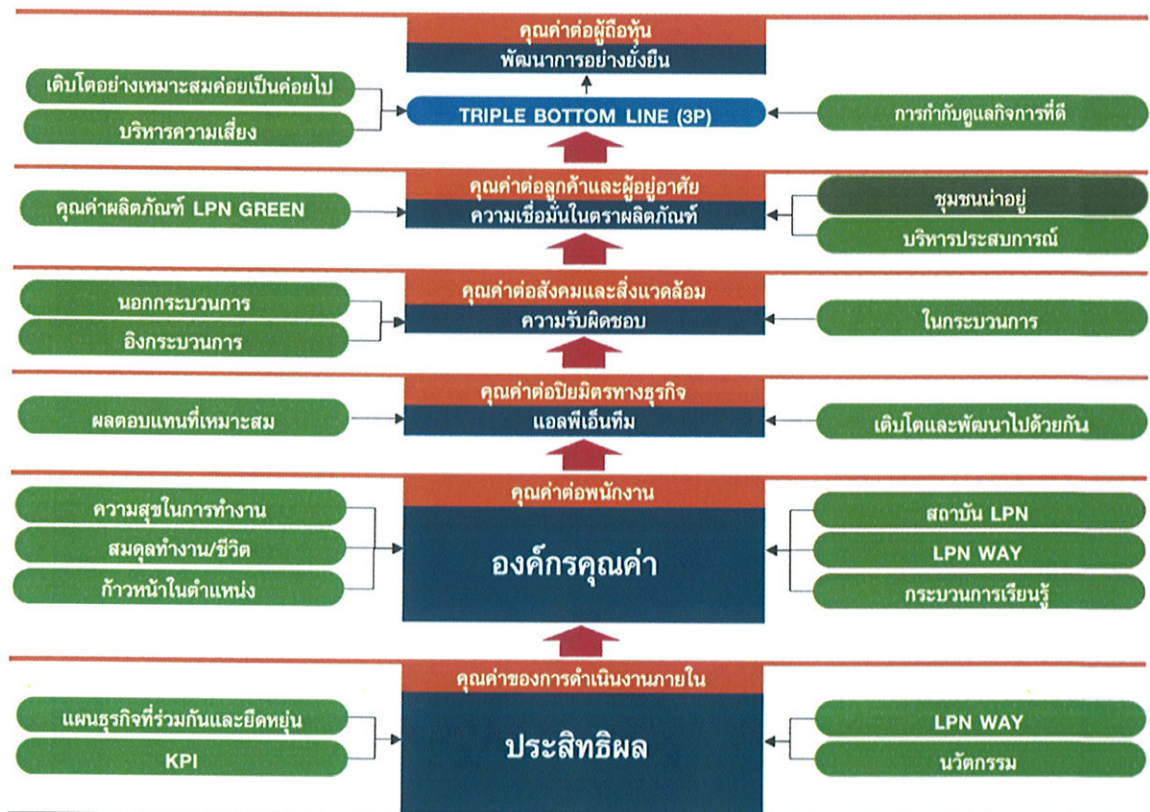 คุณค่าต่อผู้ถือหุ้น
พัฒนาการอย่างยั่งยืน
เติบโตอย่างเหมาะสมค่อยเป็นค่อยไป
บริหารความเสี่ยง
TRIPLE BOTTOM LINE (3P)
การกำกับดูแลกิจการที่ดี
คุณค่าต่อลูกค้าและผู้อยู่อาศัย
ความเชื่อมั่นในตราผลิตภัณฑ์
คุณค่าผลิตภัณฑ์ LPN GREEN
ชุมชนน่าอยู่
บริหารประสบการณ์
คุณค่าต่อสังคมและสิ่งแวดล้อม
ความรับผิดชอบ
นอกกระบวนการ
อิงกระบวนการ
ในกระบวนการ
คุณค่าต่อปิยมิตรทางธุรกิจ
แอลพีเอ็นทีม
ผลตอบแทนที่เหมาะสม
เติบโตและพัฒนาไปด้วยกัน
คุณค่าต่อพนักงาน
องค์กรคุณค่า
ความสุขในการทำงาน
สมดุลทำงาน/ชีวิต
ก้าวหน้าในตำแหน่ง
สถาบัน LPN
LPN WAY
กระบวนการเรียนรู้
คุณค่าของการดำเนินงานภายใน
ประสิทธิผล
แผนธุรกิจที่ร่วมกันและยืดหยุ่น
KPI
LPN WAY
นวัตกรรม